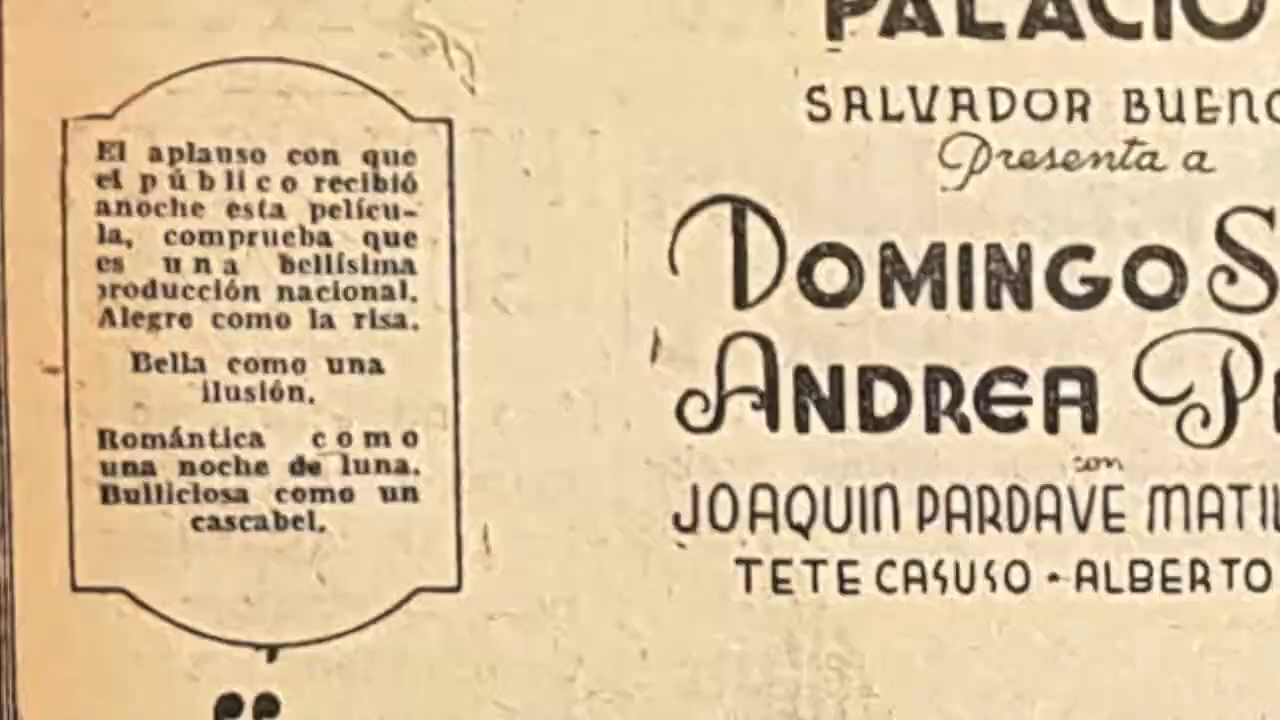 El aplauso con que
el público recibió
anoche esta pelícu-
la, comprueba que
es una bellísima
producción nacional.
Alegre como la risa.
Bella como una
ilusión.
Romántica como
una noche de luna.
Bulliciosa como un
cascabel.
PALACIO
SALVADOR BUENO
Presenta a
DOMINGO S
ANDREA P
con
JOAQUIN PARDAVE MATIL
TETE CASUSO - ALBERTO